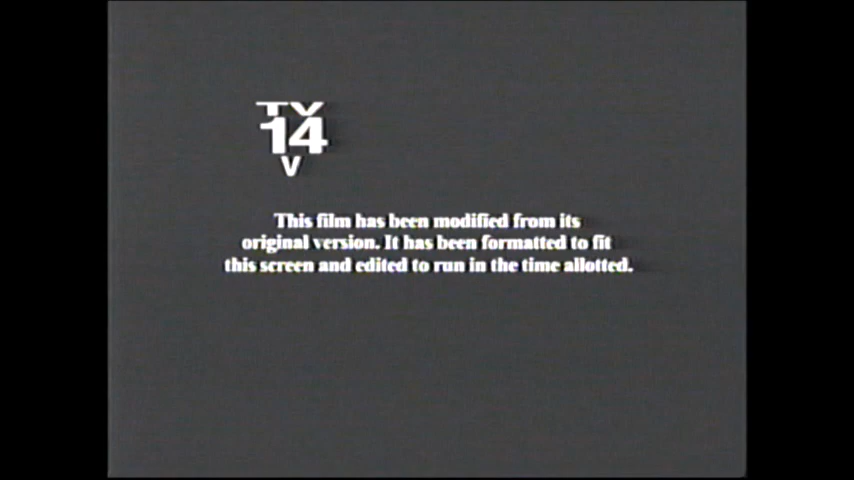 TV
14
V
This film has been modified from its
original version. It has been formatted to fit
this screen and edited to run in the time allotted.